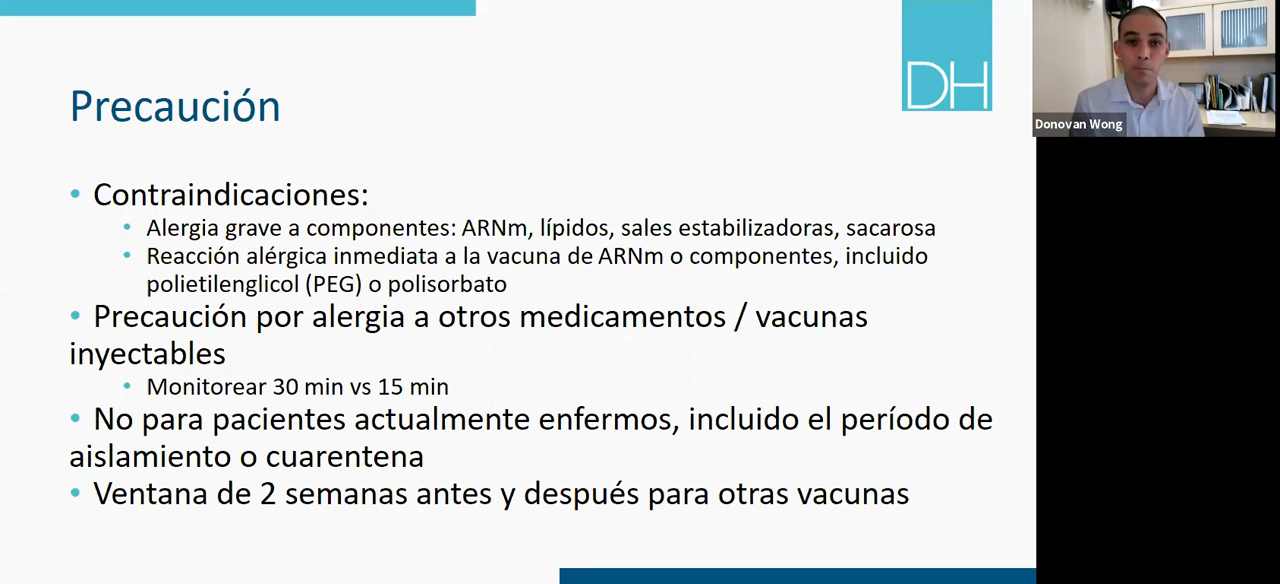 DH
Donovan Wong
Precaución
• Contraindicaciones:
• Alergia grave a componentes: ARNm, lípidos, sales estabilizadoras, sacarosa
• Reacción alérgica inmediata a la vacuna de ARNm o componentes, incluido
polietilenglicol (PEG) o polisorbato
• Precaución por alergia a otros medicamentos / vacunas
inyectables
• Monitorear 30 min vs 15 min
• No para pacientes actualmente enfermos, incluido el período de
aislamiento o cuarentena
• Ventana de 2 semanas antes y después para otras vacunas